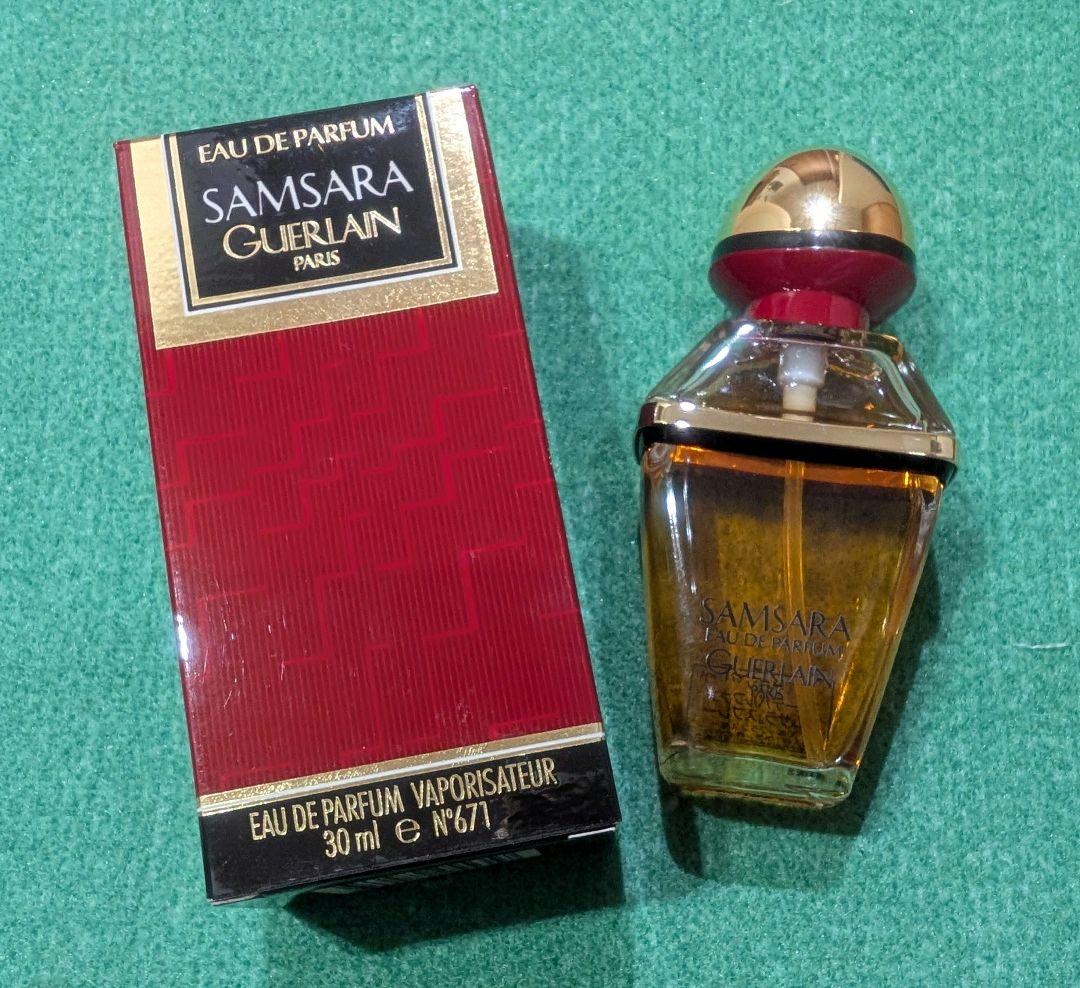 EAU DE PARFUM
SAMSARA
GUERLAIN
PARIS
EAU DE PARFUM VAPORISATEUR
30 ml e N°671
SAMSARA
EAU DE PARFUM
GUERLAIN
PARIS